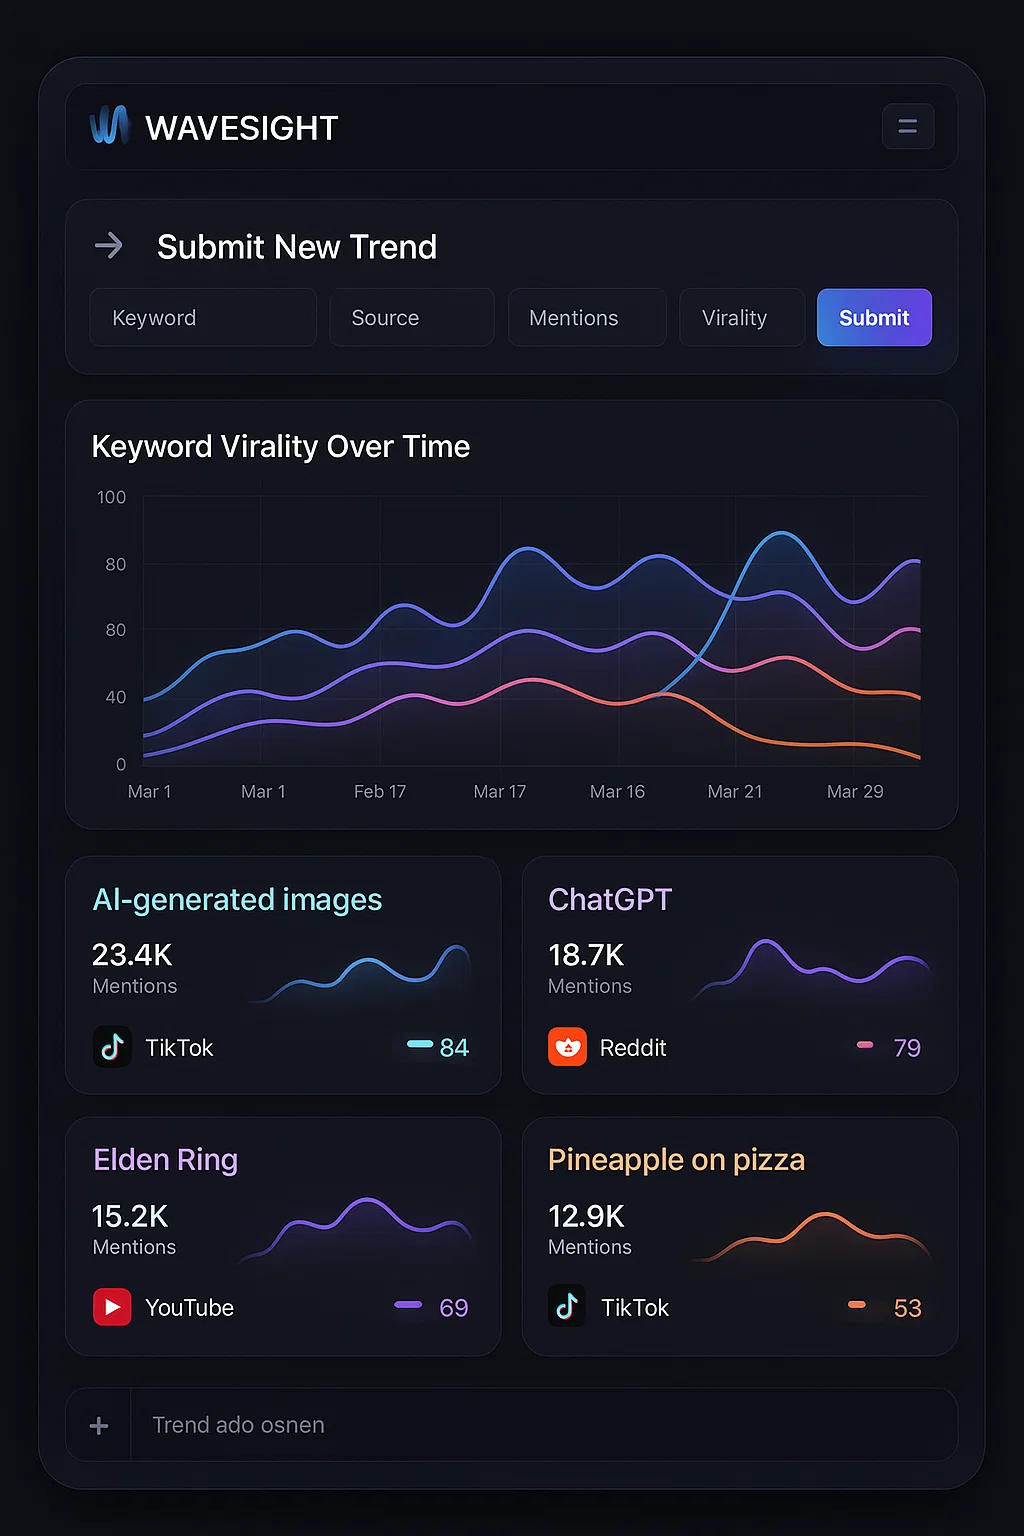 WAVESIGHT
Submit New Trend
Keyword Source Mentions Virality Submit
Keyword Virality Over Time
100
80
80
40
0
Mar 1 Mar 1 Feb 17 Mar 17 Mar 16 Mar 21 Mar 29
AI-generated images
23.4K
Mentions
TikTok 84
ChatGPT
18.7K
Mentions
Reddit 79
Elden Ring
15.2K
Mentions
YouTube 69
Pineapple on pizza
12.9K
Mentions
TikTok 53
Trend ado osnen